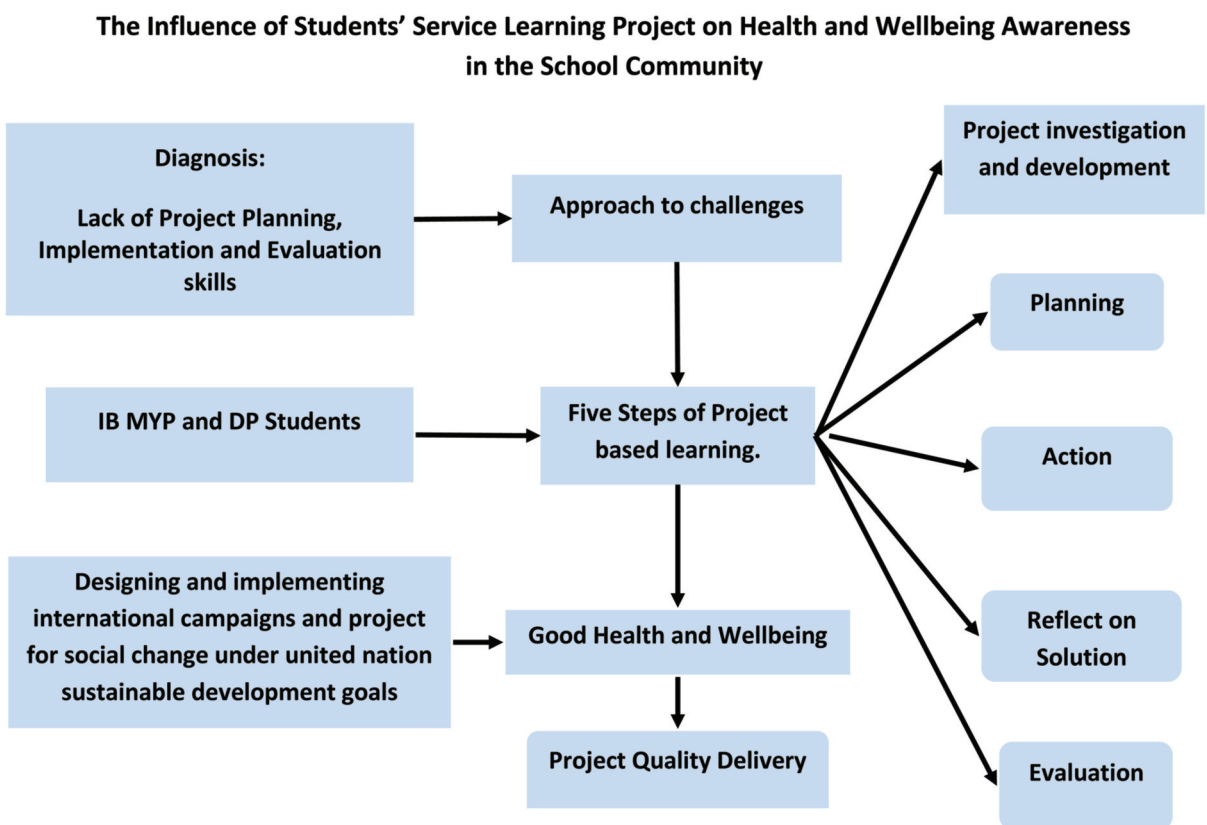 The Influence of Students’ Service Learning Project on Health and Wellbeing Awareness
in the School Community
Diagnosis:
Lack of Project Planning,
Implementation and Evaluation
skills
Approach to challenges
Project investigation
and development
Planning
IB MYP and DP Students
Five Steps of Project
based learning.
Action
Designing and implementing
international campaigns and project
for social change under united nation
sustainable development goals
Good Health and Wellbeing
Reflect on
Solution
Project Quality Delivery
Evaluation